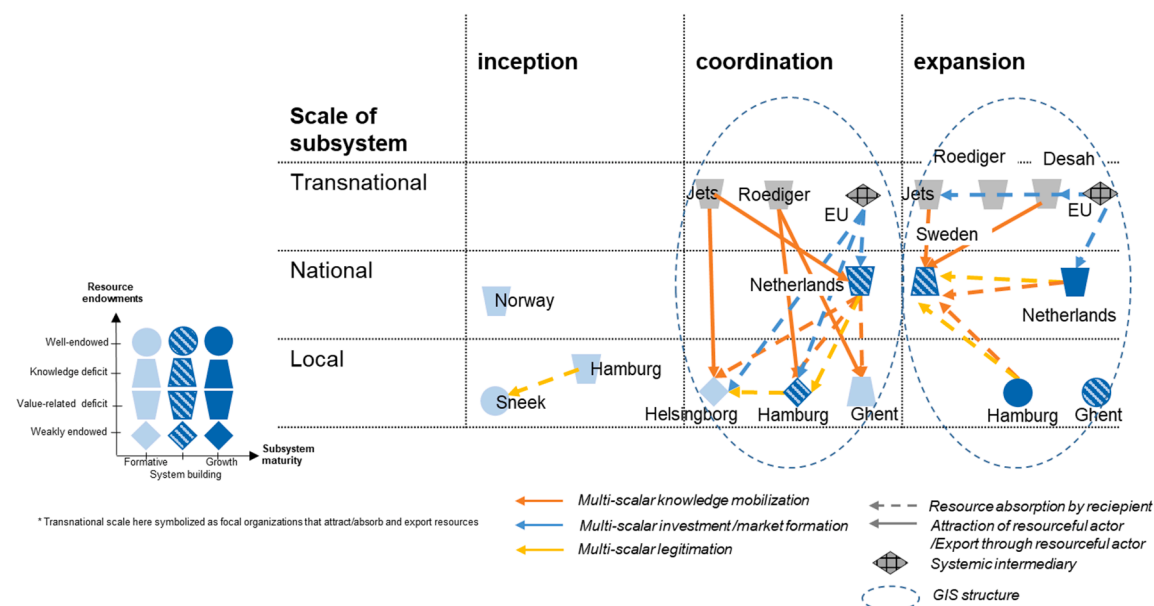 inception
coordination
expansion
Scale of
subsystem
Transnational
Jets
Roediger
EU
Roediger
Desah
Jets
EU
Sweden
National
Norway
Netherlands
Netherlands
Local
Hamburg
Sneek
Helsingborg
Hamburg
Ghent
Hamburg
Ghent
Resource
endowments
Well-endowed
Knowledge deficit
Value-related deficit
Weakly endowed
Formative
Growth
System building
Subsystem
maturity
* Transnational scale here symbolized as focal organizations that attract/absorb and export resources
Multi-scalar knowledge mobilization
Multi-scalar investment/market formation
Multi-scalar legitimation
Resource absorption by reciepient
Attraction of resourceful actor
/Export through resourceful actor
Systemic intermediary
GIS structure